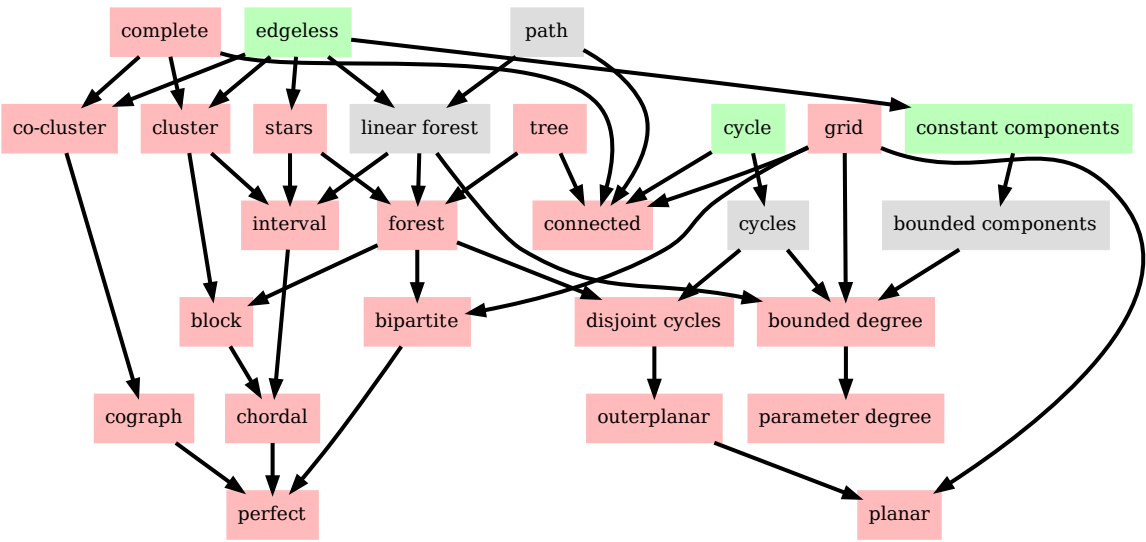 complete
edgeless
path
co-cluster
cluster
stars
linear forest
tree
cycle
grid
constant components
interval
forest
connected
cycles
bounded components
block
bipartite
disjoint cycles
bounded degree
cograph
chordal
outerplanar
parameter degree
perfect
planar